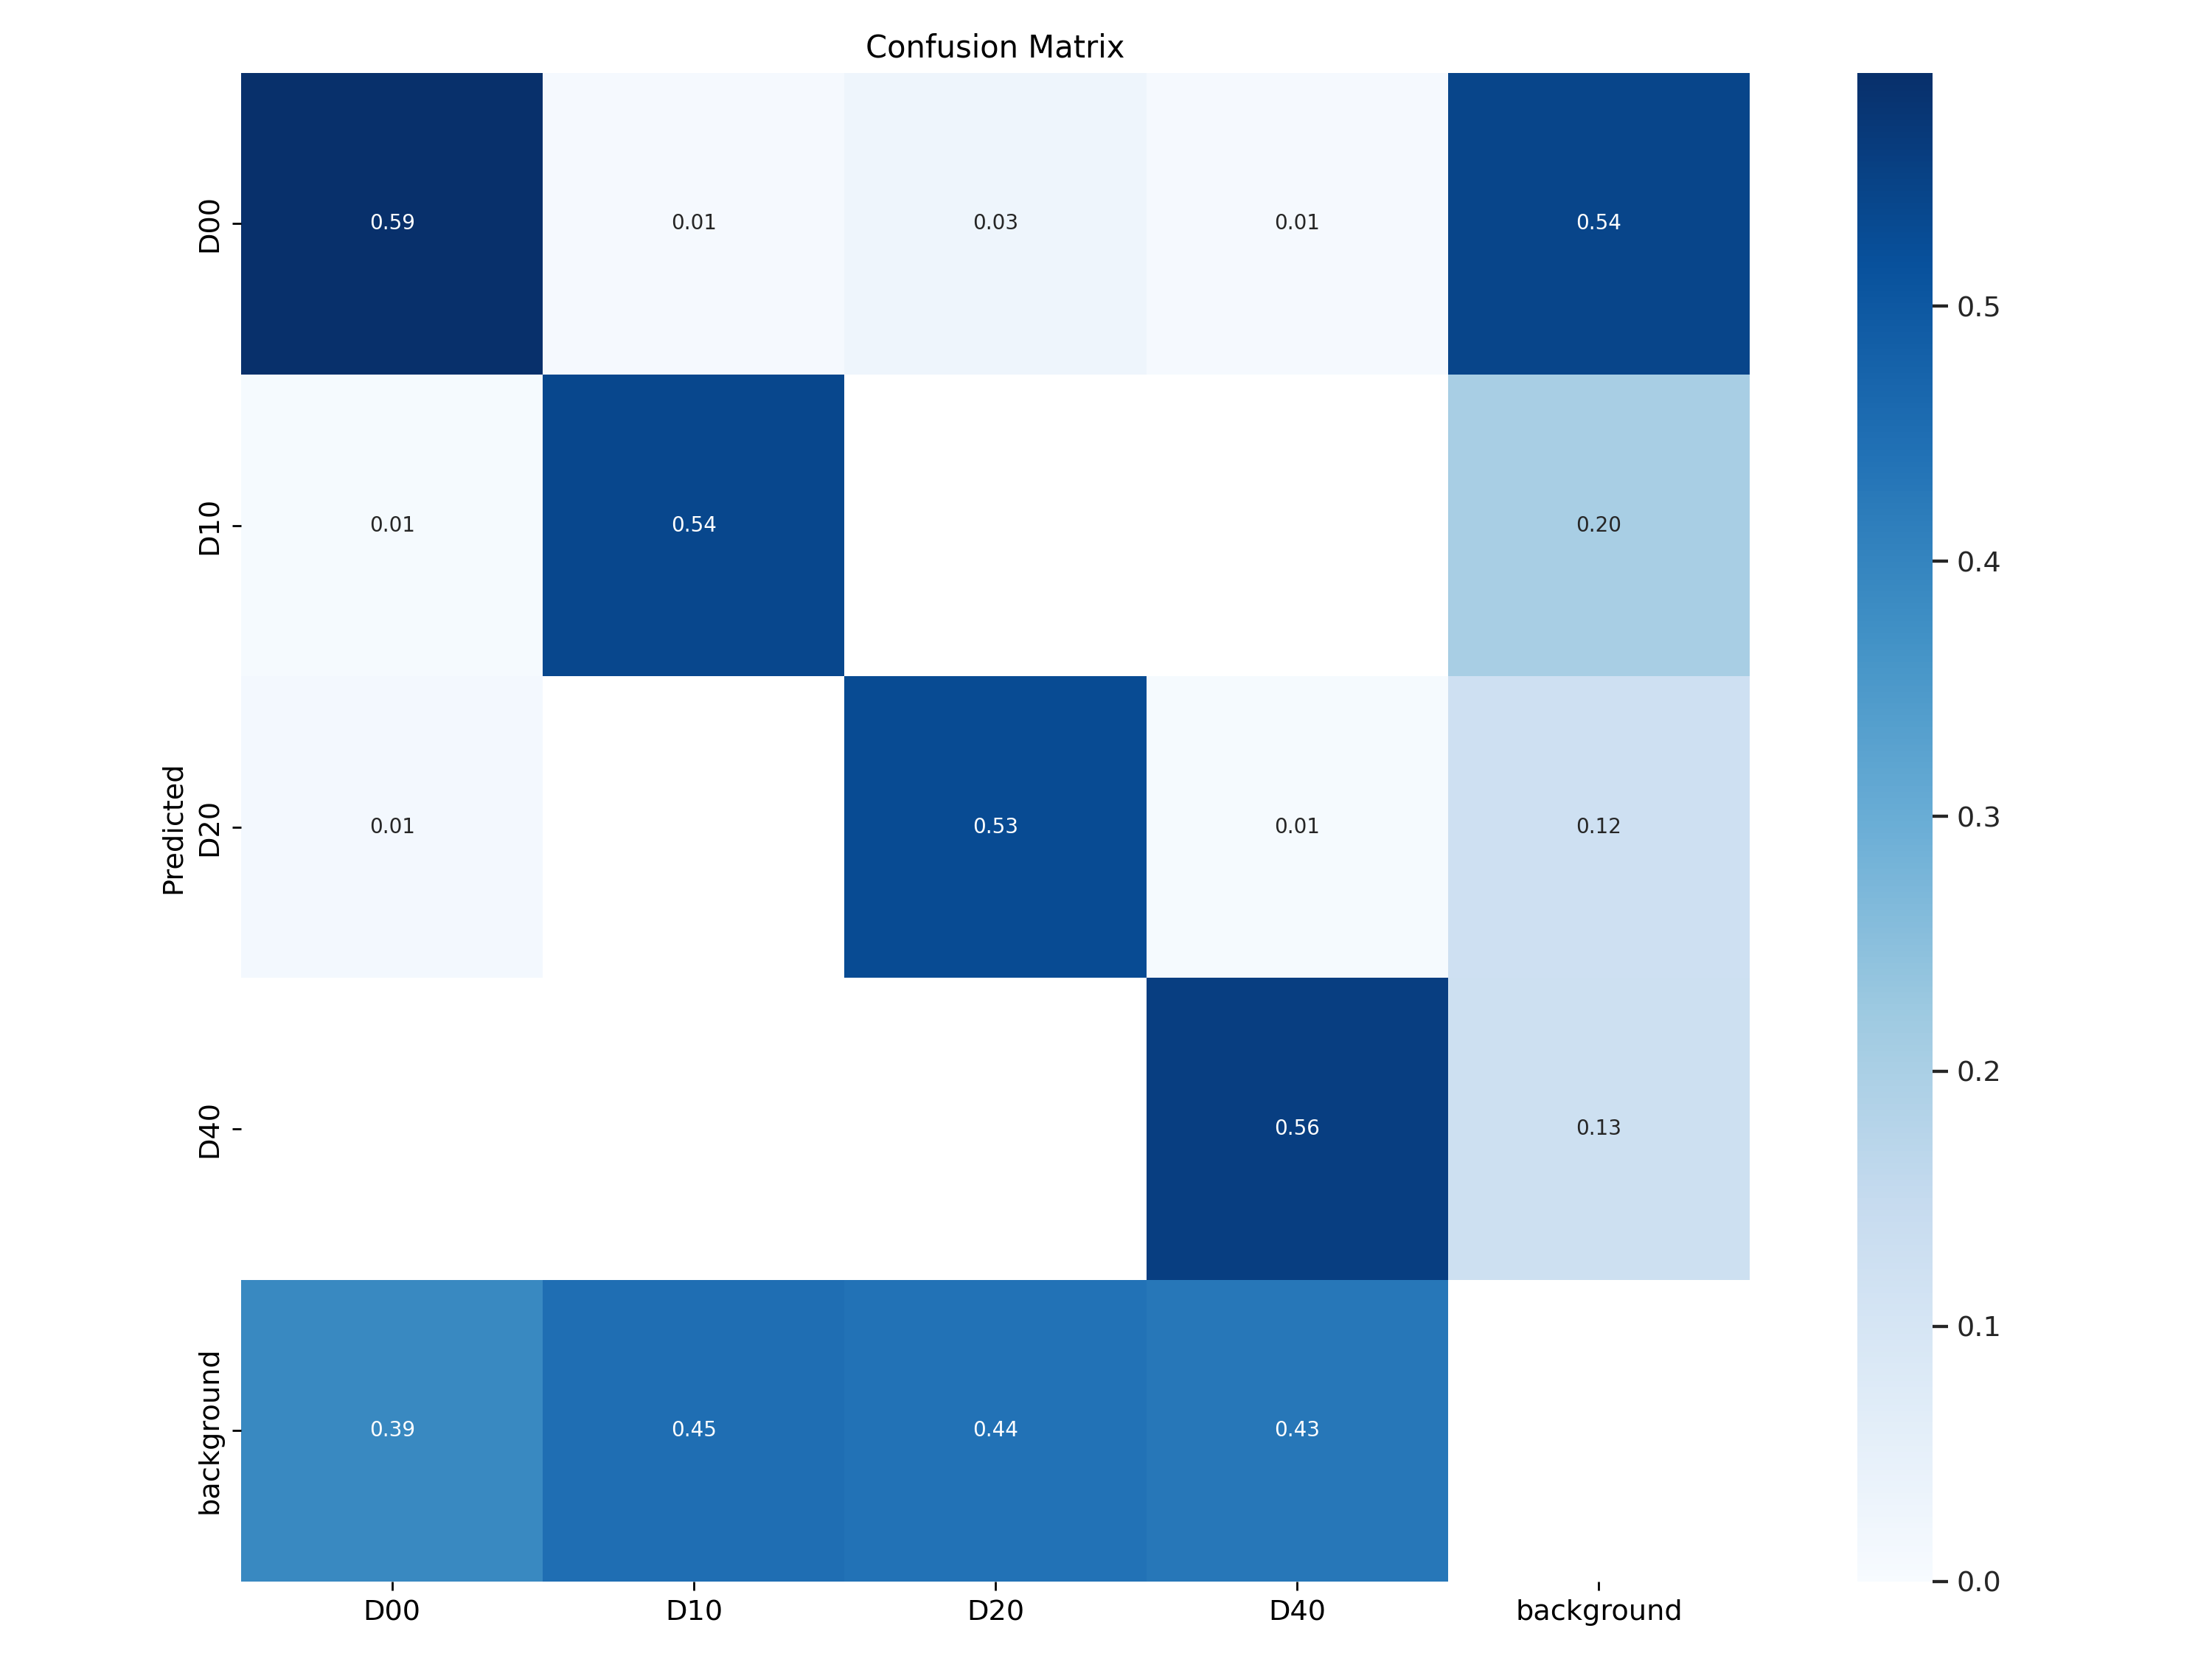 Confusion Matrix
Predicted
D00
0.59 0.01 0.03 0.01 0.54
D10
0.01 0.54 0.20
D20
0.01 0.53 0.01 0.12
D40
0.56 0.13
background
0.39 0.45 0.44 0.43
D00 D10 D20 D40 background
0.5
0.4
0.3
0.2
0.1
0.0